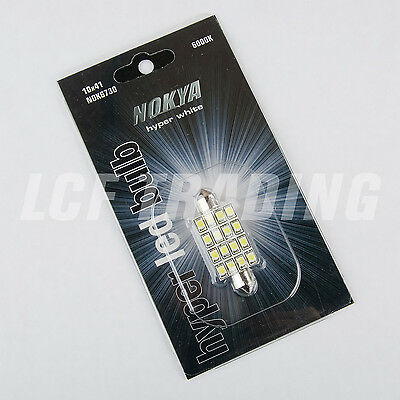 10x41
NOK6730
6000K
NOKYA
hyper white
hyper led bulb
LCF TRADING